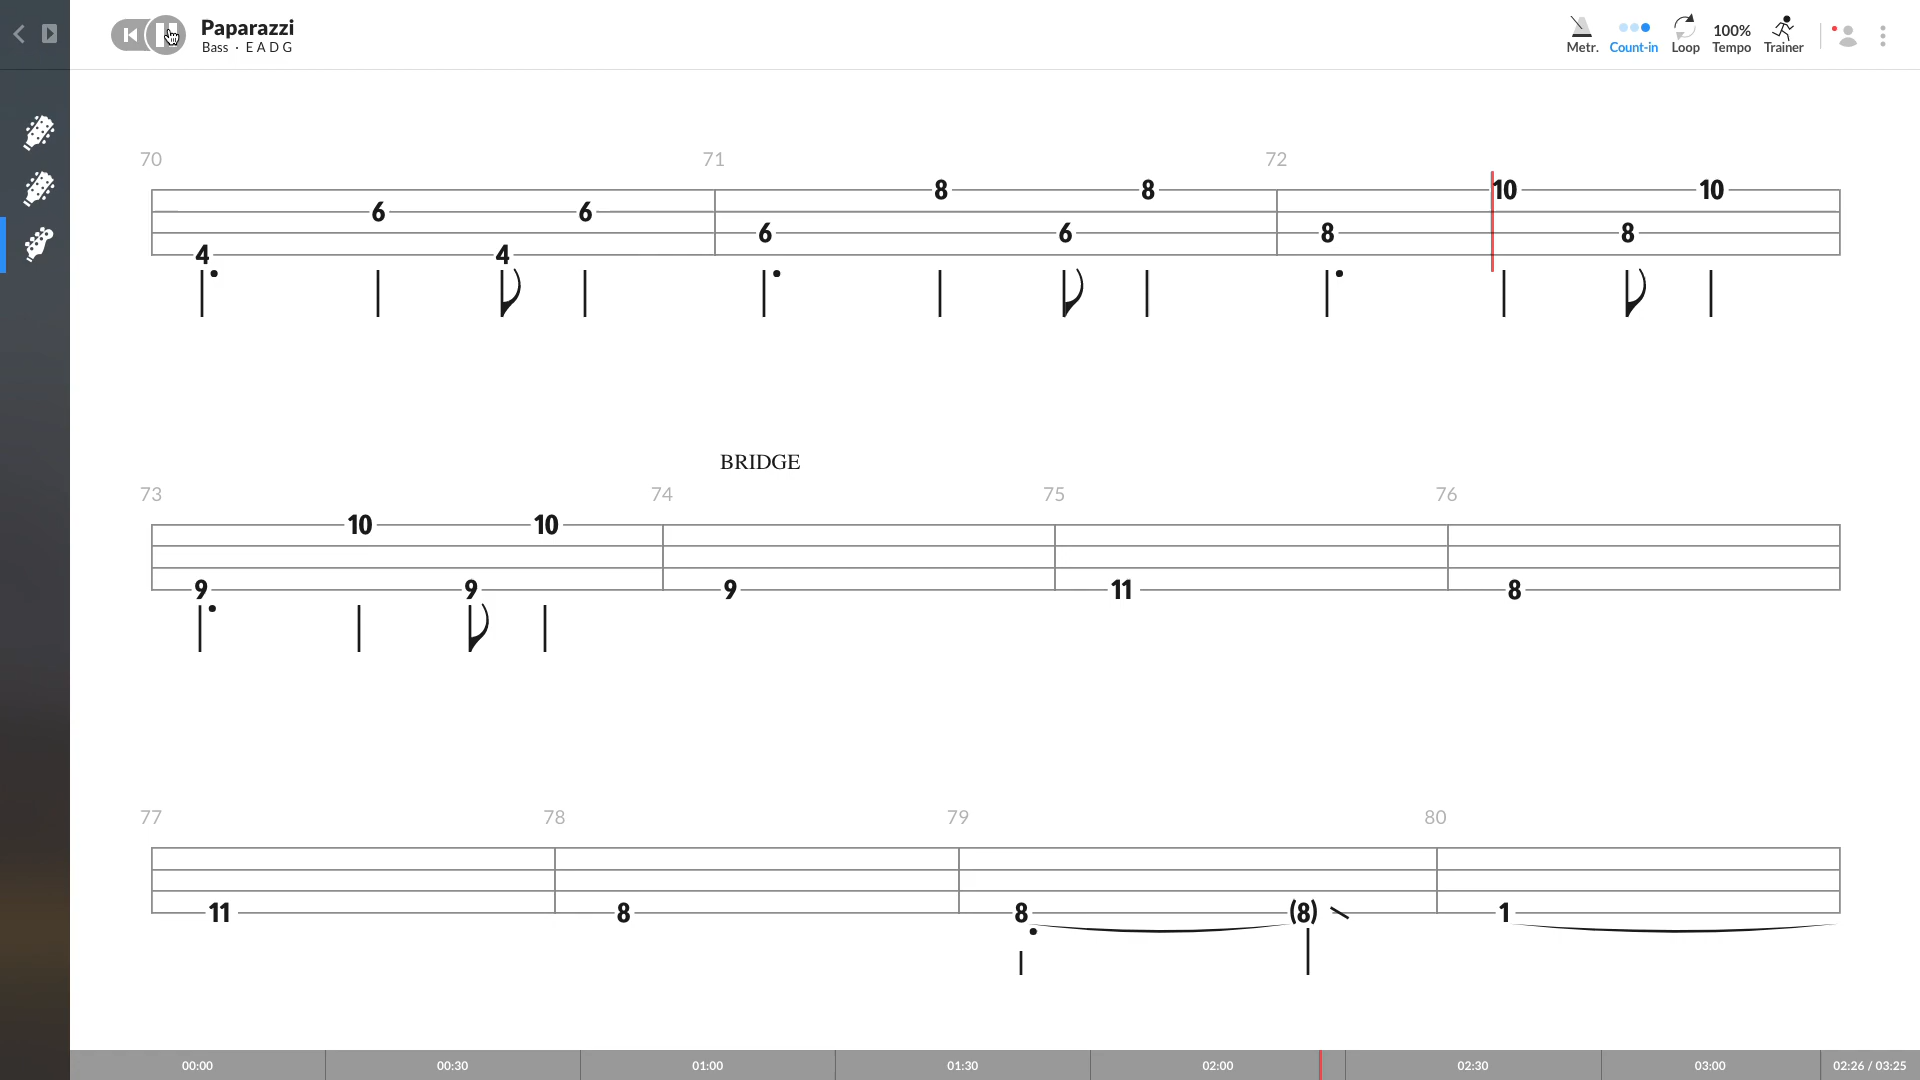 Paparazzi
Bass · E A D G
Metr.
Count-in
Loop
100%
Tempo
Trainer
70 71 72
8 8 10 10
6 6
6 6 8 8
4 4
BRIDGE
73 74 75 76
10 10
9 9 9 11 8
77 78 79 80
11 8 8 (8) 1
00:00 00:30 01:00 01:30 02:00 02:30 03:00 02:26 / 03:25